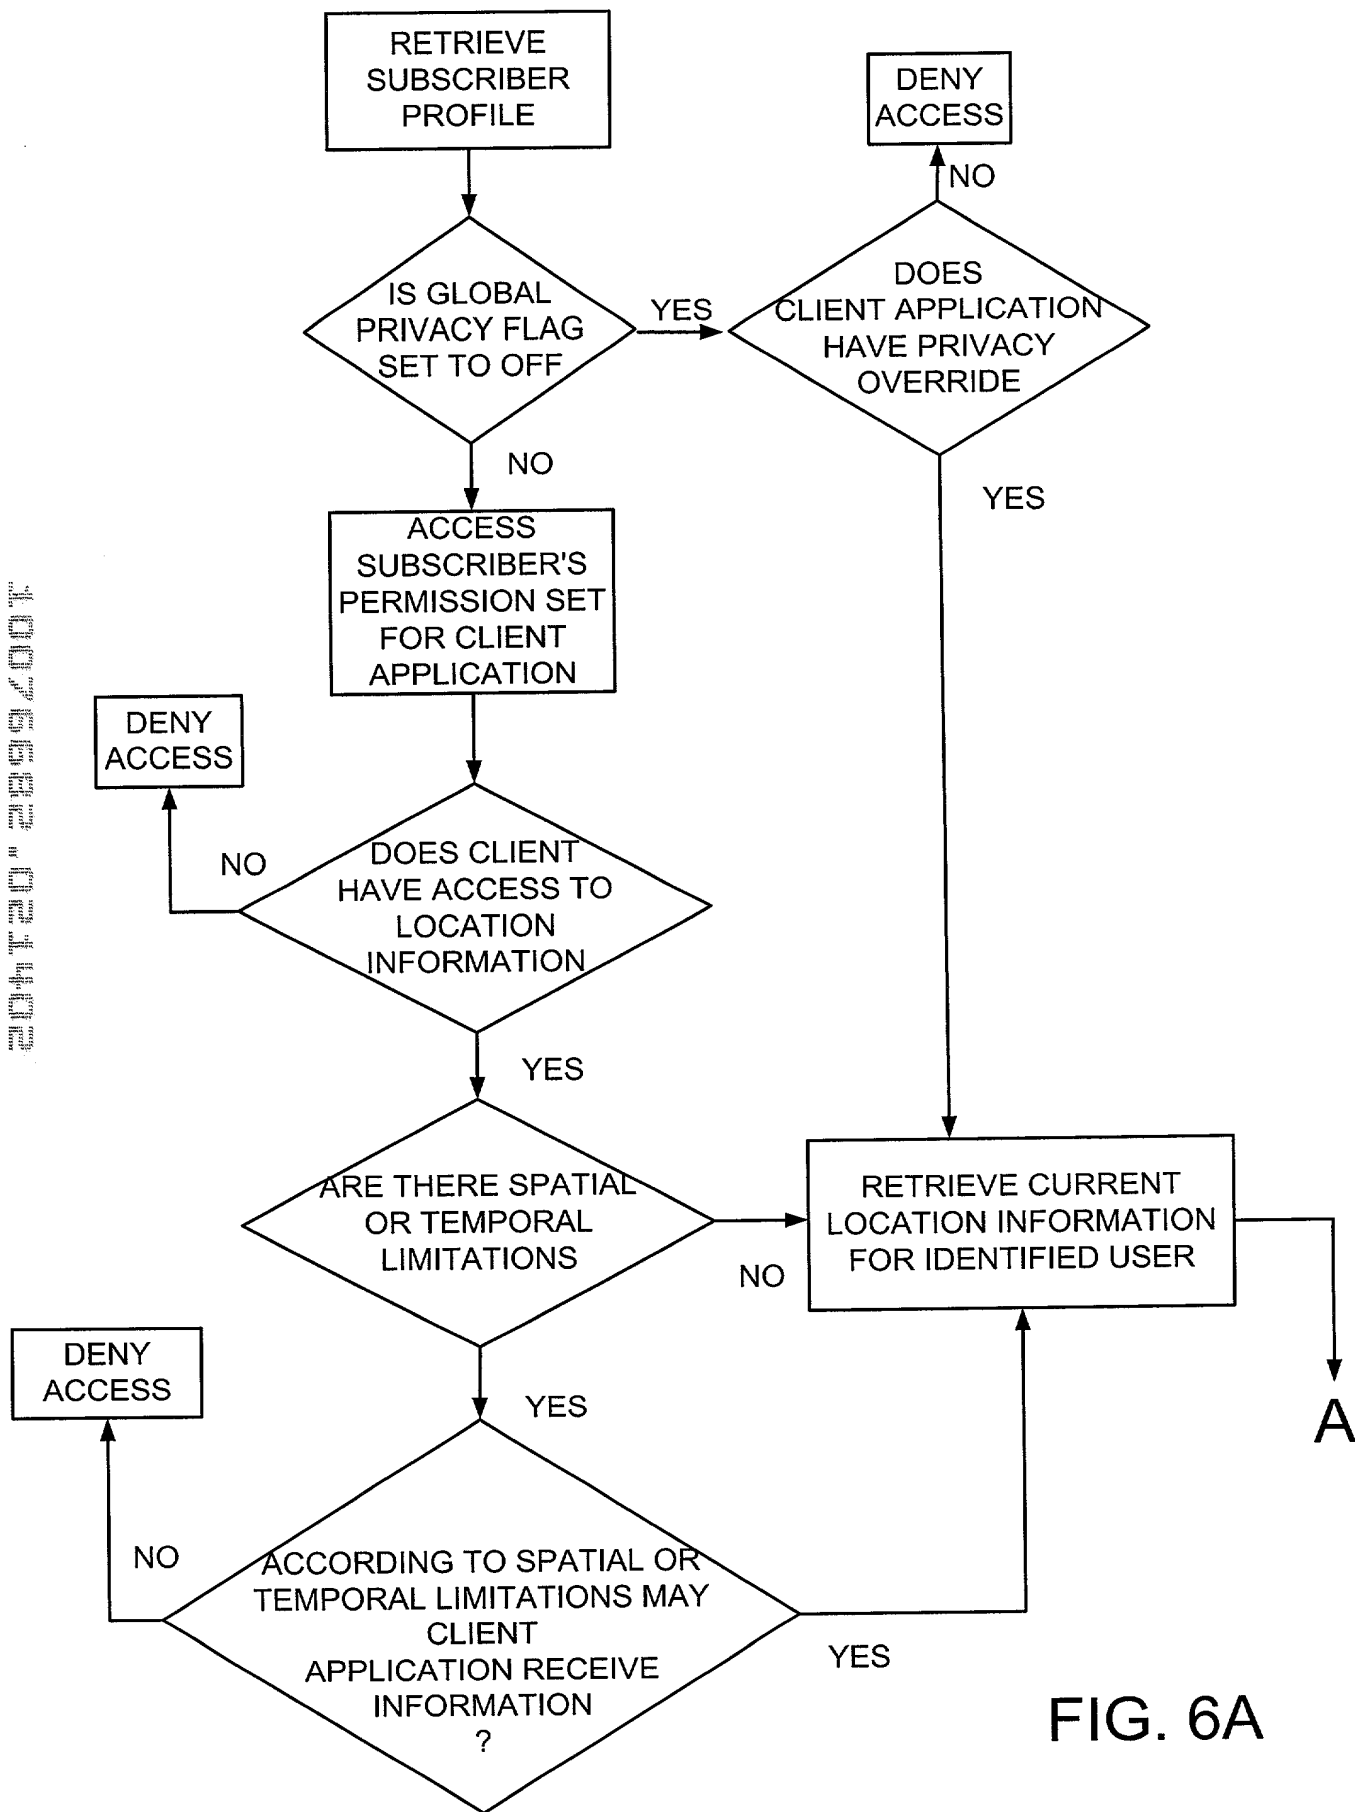 RETRIEVE
SUBSCRIBER
PROFILE
DENY
ACCESS
NO
IS GLOBAL
PRIVACY FLAG
SET TO OFF
YES
DOES
CLIENT APPLICATION
HAVE PRIVACY
OVERRIDE
NO
YES
ACCESS
SUBSCRIBER'S
PERMISSION SET
FOR CLIENT
APPLICATION
DENY
ACCESS
NO
DOES CLIENT
HAVE ACCESS TO
LOCATION
INFORMATION
YES
ARE THERE SPATIAL
OR TEMPORAL
LIMITATIONS
NO
RETRIEVE CURRENT
LOCATION INFORMATION
FOR IDENTIFIED USER
DENY
ACCESS
YES
A
NO
ACCORDING TO SPATIAL OR
TEMPORAL LIMITATIONS MAY
CLIENT
APPLICATION RECEIVE
INFORMATION
?
YES
FIG. 6A